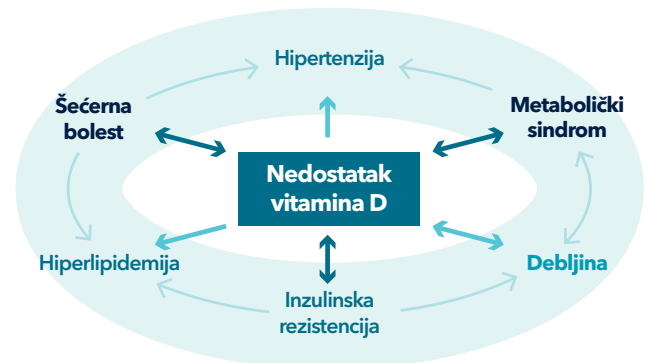 Hipertenzija
Šećerna
bolest
Metabolički
sindrom
Nedostatak
vitamina D
Hiperlipidemija
Debljina
Inzulinska
rezistencija